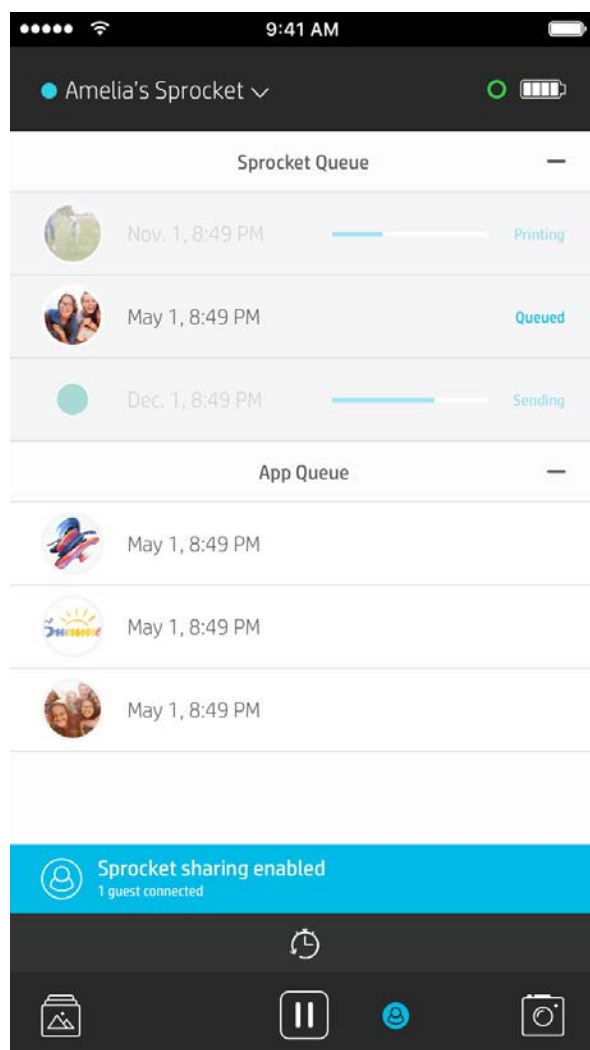 9:41 AM
Amelia's Sprocket
Sprocket Queue
Nov. 1, 8:49 PM Printing
May 1, 8:49 PM Queued
Dec. 1, 8:49 PM Sending
App Queue
May 1, 8:49 PM
May 1, 8:49 PM
May 1, 8:49 PM
Sprocket sharing enabled
1 guest connected